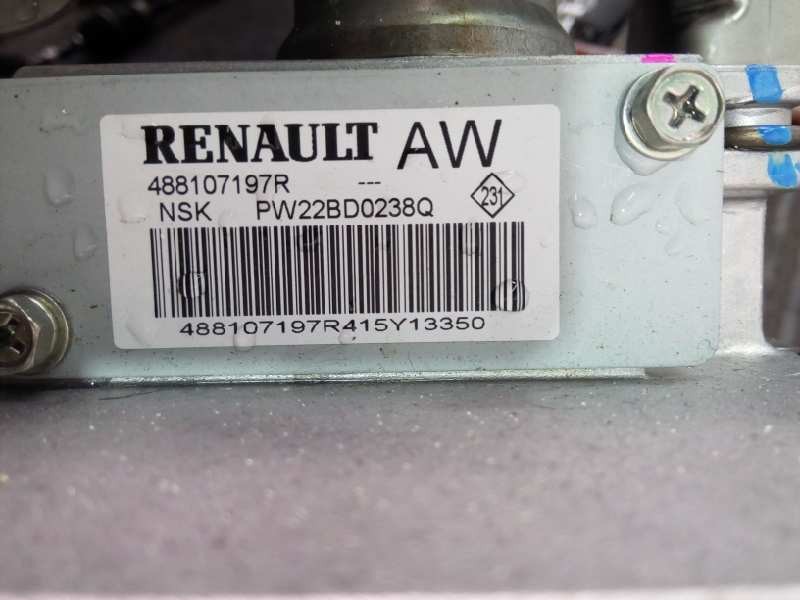 RENAULT AW
488107197R ---
NSK PW22BD0238Q 231
488107197R415Y13350